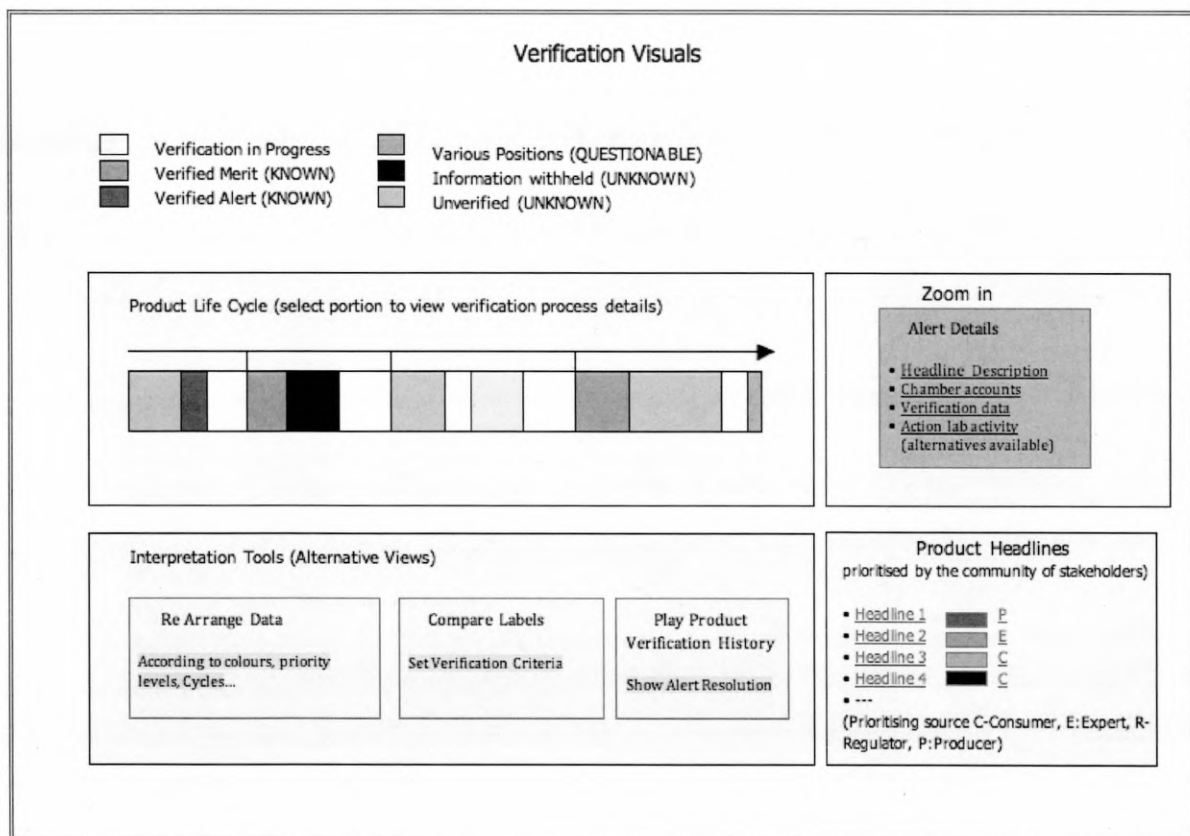 Verification Visuals
Verification in Progress
Verified Merit (KNOWN)
Verified Alert (KNOWN)
Various Positions (QUESTIONABLE)
Information withheld (UNKNOWN)
Unverified (UNKNOWN)
Product Life Cycle (select portion to view verification process details)
Zoom in
Alert Details
• Headline Description
• Chamber accounts
• Verification data
• Action lab activity
(alternatives available)
Interpretation Tools (Alternative Views)
Re Arrange Data
According to colours, priority
levels, Cycles...
Compare Labels
Set Verification Criteria
Play Product
Verification History
Show Alert Resolution
Product Headlines
prioritised by the community of stakeholders)
• Headline 1 P
• Headline 2 E
• Headline 3 C
• Headline 4 C
• ---
(Prioritising source C-Consumer, E:Expert, R-
Regulator, P:Producer)